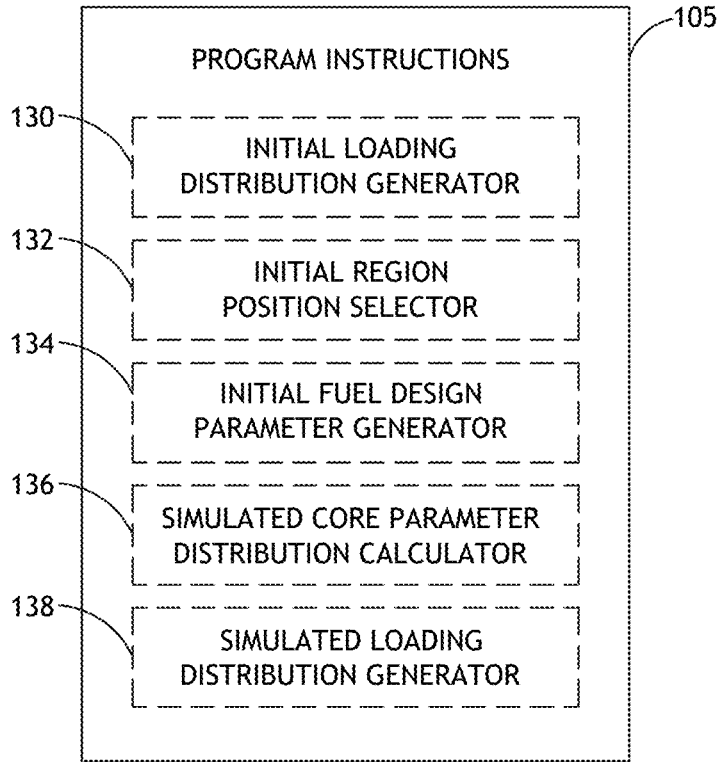 105
PROGRAM INSTRUCTIONS
130
INITIAL LOADING
DISTRIBUTION GENERATOR
132
INITIAL REGION
POSITION SELECTOR
134
INITIAL FUEL DESIGN
PARAMETER GENERATOR
136
SIMULATED CORE PARAMETER
DISTRIBUTION CALCULATOR
138
SIMULATED LOADING
DISTRIBUTION GENERATOR